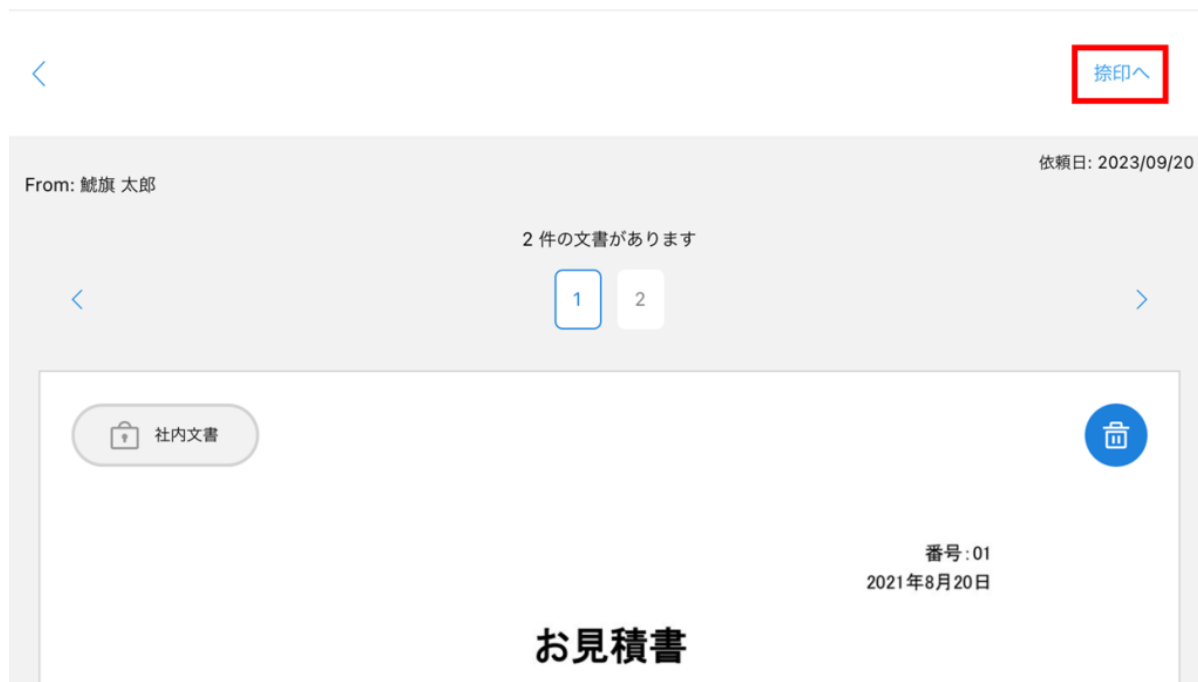 捺印へ
依頼日: 2023/09/20
From: 鯱旗 太郎
2 件の文書があります
1 2
社内文書
番号:01
2021年8月20日
お見積書